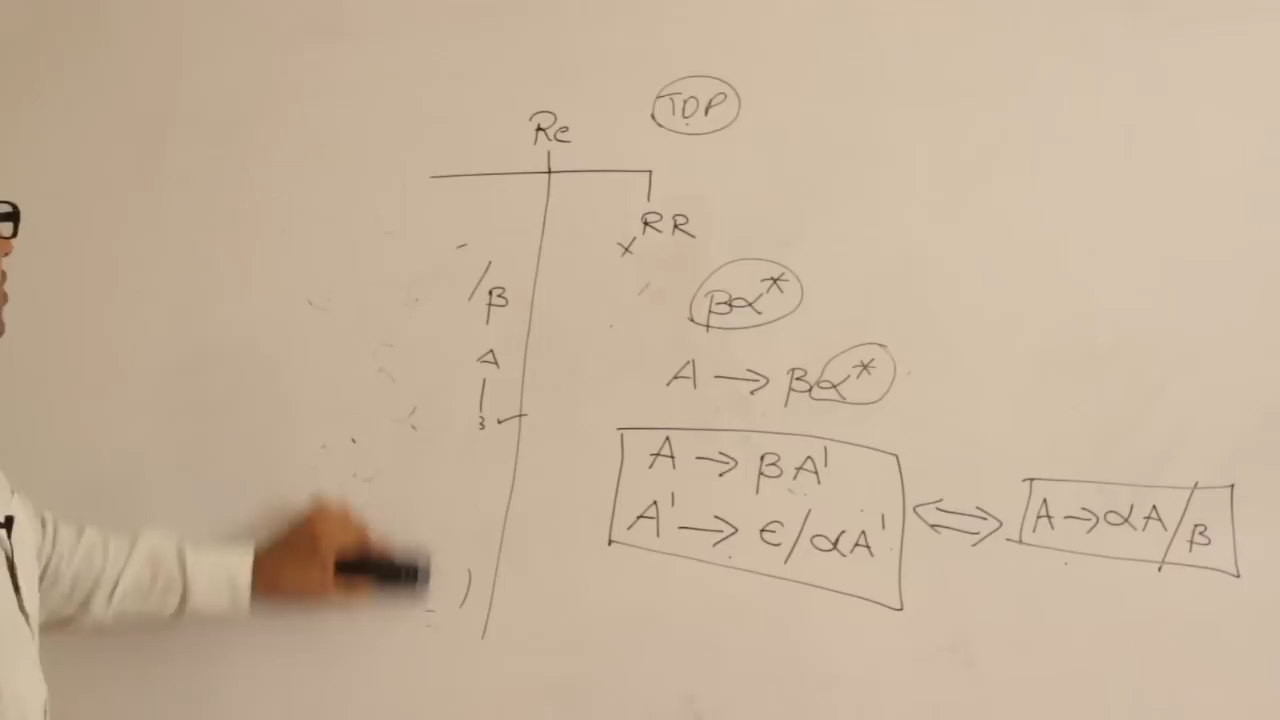 TOP
Re
RR
x
/β
βα*
A
A → βα*
A → βA'
A' → ϵ/αA'
A → αA/β
)